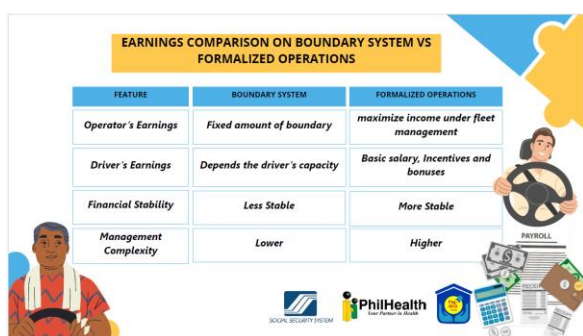 EARNINGS COMPARISON ON BOUNDARY SYSTEM VS
FORMALIZED OPERATIONS
FEATURE BOUNDARY SYSTEM FORMALIZED OPERATIONS
Operator's Earnings Fixed amount of boundary maximize income under fleet
management
Driver's Earnings Depends the driver's capacity Basic salary, Incentives and
bonuses
Financial Stability Less Stable More Stable
Management
Complexity Lower Higher
PAYROLL
SOCIAL SECURITY SYSTEM
PhilHealth
Your Partner in Health